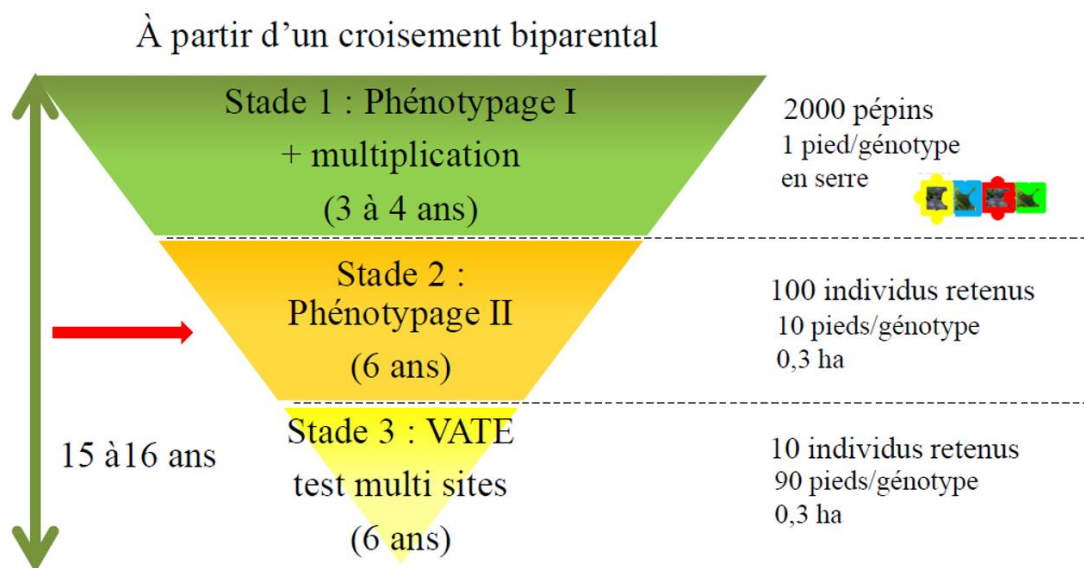 À partir d’un croisement biparental
Stade 1 : Phénotypage I
+ multiplication
(3 à 4 ans)
2000 pépins
1 pied/génotype
en serre
Stade 2 :
Phénotypage II
(6 ans)
100 individus retenus
10 pieds/génotype
0,3 ha
15 à16 ans
Stade 3 : VATE
test multi sites
(6 ans)
10 individus retenus
90 pieds/génotype
0,3 ha